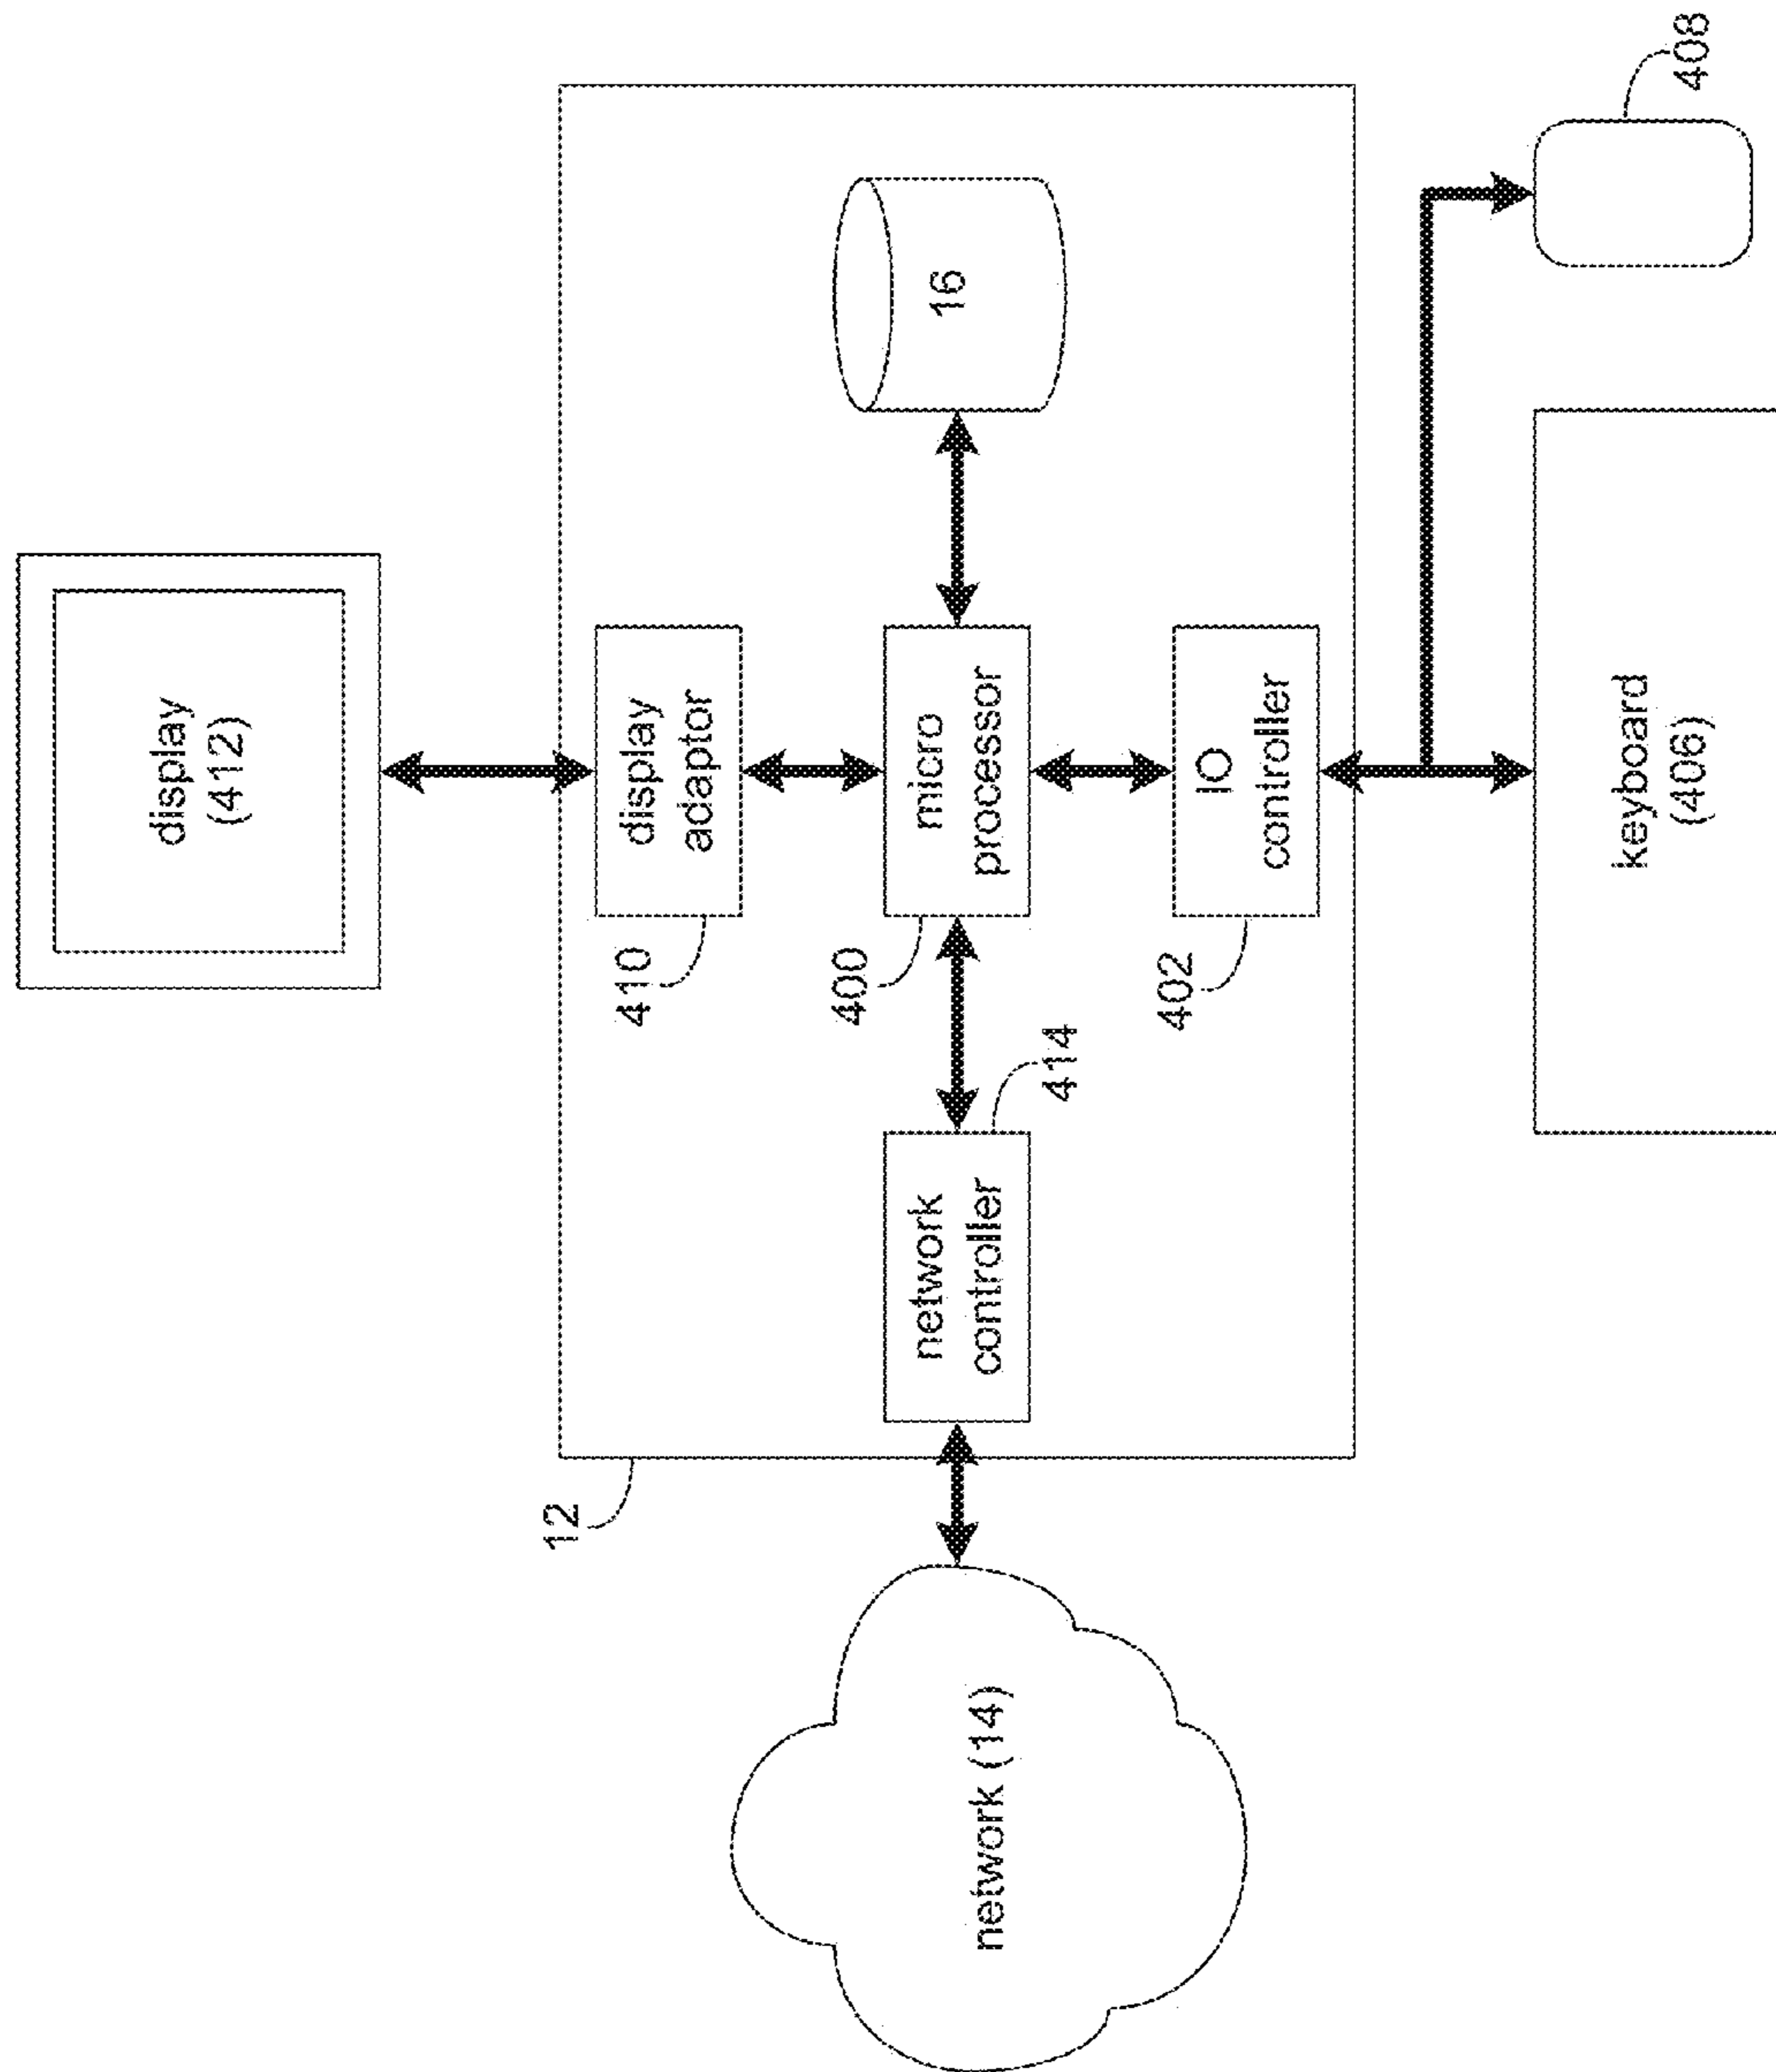 display
(412)
display
adaptor
410
micro
processor
400
16
network
controller
414
IO
controller
402
12
network (14)
keyboard
(406)
408